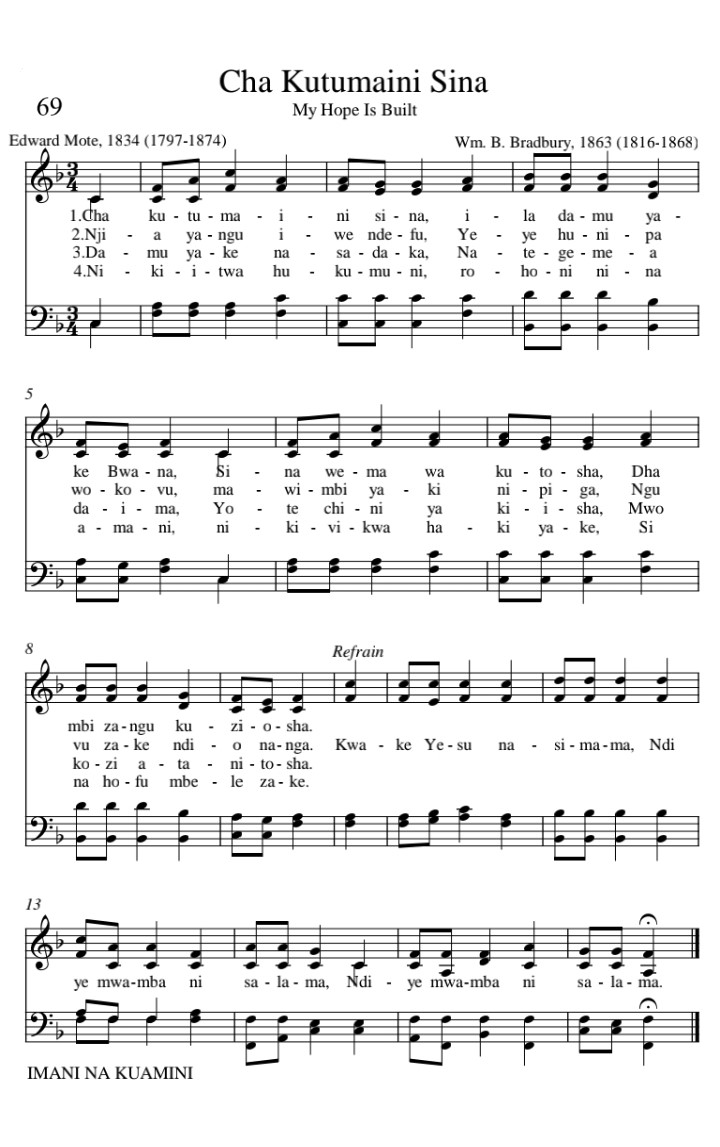 Cha Kutumaini Sina
69
My Hope Is Built
Edward Mote, 1834 (1797-1874)
Wm. B. Bradbury, 1863 (1816-1868)
3 4
1.Cha ku - tu - ma - i - ni si - na, i - la da - mu ya -
2.Nji - a ya - ngu i - we nde - fu, Ye - ye hu - ni - pa
3.Da - mu ya - ke na - sa - da - ka, Na - te - ge - me - a
4.Ni - ki - i - twa hu - ku - mu - ni, ro - ho - ni ni - na
3 4
5
ke Bwa - na, Si - na we - ma wa ku - to - sha, Dha
wo - ko - vu, ma - wi - mbi ya - ki ni - pi - ga, Ngu
da - i - ma, Yo - te chi - ni ya ki - i - sha, Mwo
a - ma - ni, ni - ki - vi - kwa ha - ki ya - ke, Si
8
Refrain
mbi za - ngu ku - zi - o - sha.
vu za - ke ndi - o na - nga. Kwa - ke Ye - su na - si - ma - ma, Ndi
ko - zi a - ta - ni - to - sha.
na ho - fu mbe - le za - ke.
13
ye mwa - mba ni sa - la - ma, Ndi - ye mwa - mba ni sa - la - ma.
IMANI NA KUAMINI